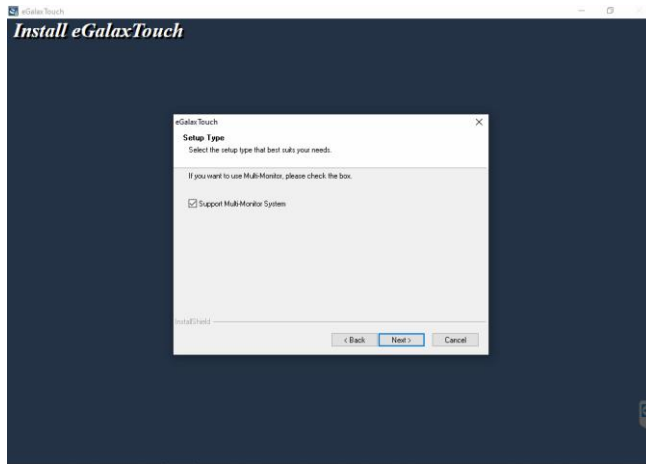 eGalaxTouch
Install eGalaxTouch
eGalaxTouch
Setup Type
Select the setup type that best suits your needs.
If you want to use Multi-Monitor, please check the box.
Support Multi-Monitor System
InstallShield
< Back
Next >
Cancel